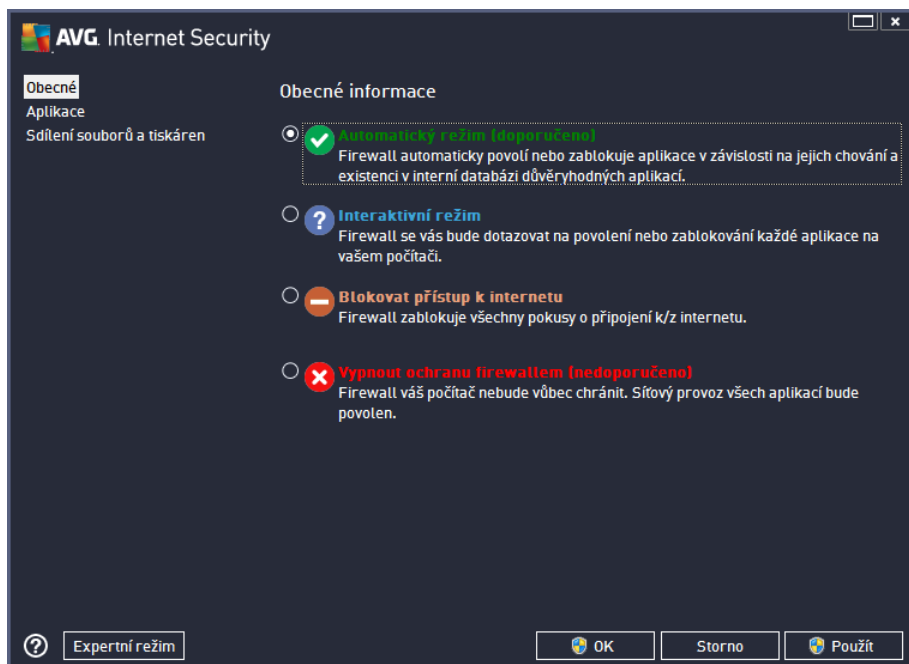 AVG. Internet Security
Obecné
Aplikace
Sdílení souborů a tiskáren
Obecné informace
Automatický režim (doporučeno)
Firewall automaticky povolí nebo zablokuje aplikace v závislosti na jejich chování a
existenci v interní databázi důvěryhodných aplikací.
Interaktivní režim
Firewall se vás bude dotazovat na povolení nebo zablokování každé aplikace na
vašem počítači.
Blokovat přístup k internetu
Firewall zablokuje všechny pokusy o připojení k/z internetu.
Vypnout ochranu firewallem (nedoporučeno)
Firewall váš počítač nebude vůbec chránit. Síťový provoz všech aplikací bude
povolen.
Expertní režim
OK
Storno
Použít